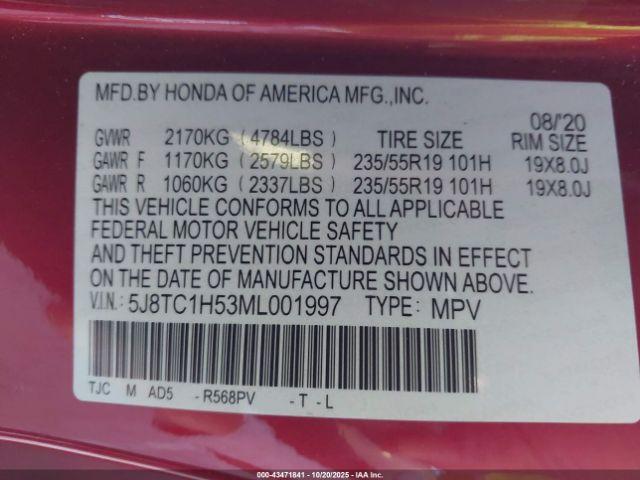 MFD.BY HONDA OF AMERICA MFG.,INC.
08/'20
GVWR 2170KG (4784LBS) TIRE SIZE RIM SIZE
GAWR F 1170KG (2579LBS) 235/55R19 101H 19X8.0J
GAWR R 1060KG (2337LBS) 235/55R19 101H 19X8.0J
THIS VEHICLE CONFORMS TO ALL APPLICABLE
FEDERAL MOTOR VEHICLE SAFETY
AND THEFT PREVENTION STANDARDS IN EFFECT
ON THE DATE OF MANUFACTURE SHOWN ABOVE.
V.I.N.: 5J8TC1H53ML001997 TYPE: MPV
TJC M AD5 - R568PV - T - L
000-43471841 - 10/20/2025 - COPART